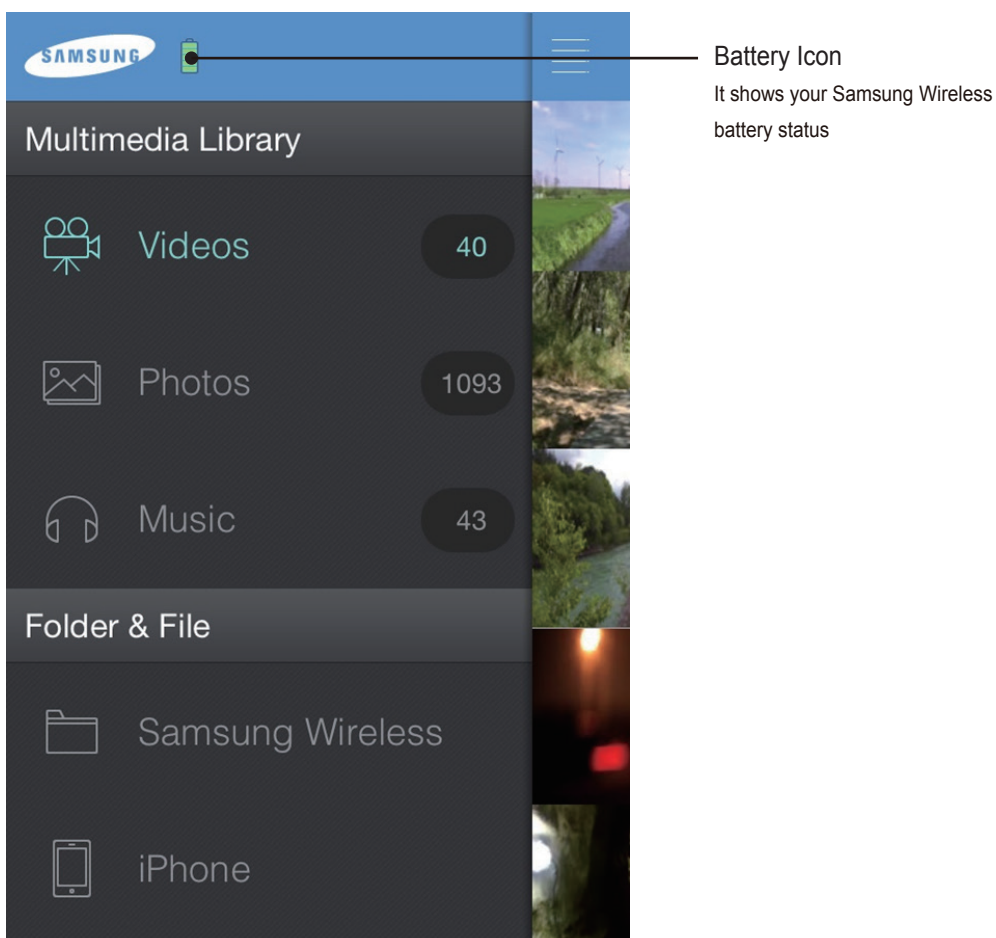 SAMSUNG
Battery Icon
It shows your Samsung Wireless
battery status
Multimedia Library
Videos
40
Photos
1093
Music
43
Folder & File
Samsung Wireless
iPhone